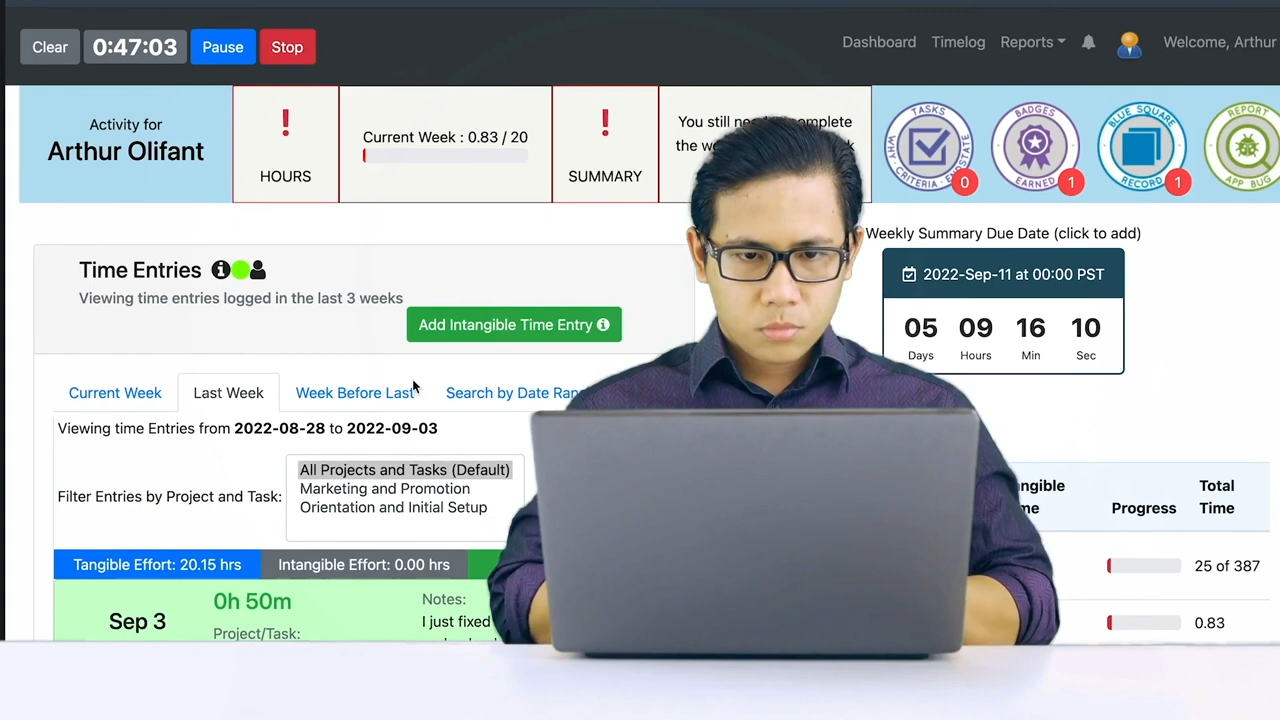 Clear 0:47:03 Pause Stop Dashboard Timelog Reports Welcome, Arthur
Activity for
Arthur Olifant
!
HOURS
Current Week : 0.83 / 20
!
SUMMARY
You still complete
the
TASKS
WHY · CRITERIA · ENDSTATE
0
BADGES
EARNED
1
BLUE SQUARE
RECORD
1
REPORT
APP BUG
Weekly Summary Due Date (click to add)
2022-Sep-11 at 00:00 PST
05 09 16 10
Days Hours Min Sec
Time Entries
Viewing time entries logged in the last 3 weeks
Add Intangible Time Entry
Current Week Last Week Week Before Last Search by Date
Viewing time Entries from 2022-08-28 to 2022-09-03
Filter Entries by Project and Task:
All Projects and Tasks (Default)
Marketing and Promotion
Orientation and Initial Setup
Tangible Effort: 20.15 hrs Intangible Effort: 0.00 hrs
Sep 3
0h 50m
Project/Task:
Notes:
I just fixed
Progress
Total
Time
25 of 387
0.83